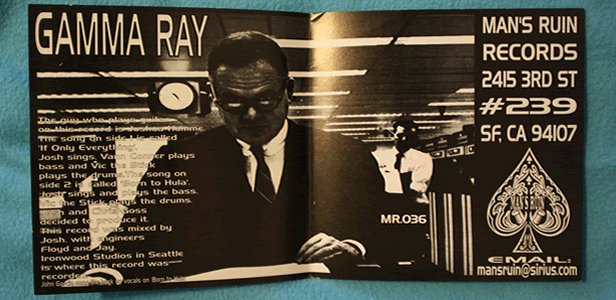 GAMMA RAY
The guy who plays guitar
on this record is Joshua Homme.
The song on side 1 is called
'If Only Everything'.
Josh sings. Van Conner plays
bass and Vic the Stick
plays the drums. The song on
side 2 is called 'Born to Hula'.
Josh sings and plays the bass.
Vic the Stick plays the drums.
Josh and Chris Goss
decided to produce it.
This record was mixed by
Josh. with engineers
Floyd and Jay.
Ironwood Studios in Seattle
is where this record was
recorded.
John Garcia vocals on Born to Hula
MR.036
MAN'S RUIN
RECORDS
2415 3RD ST
#239
SF, CA 94107
MAN'S RUIN
EMAIL:
mansruin@sirius.com